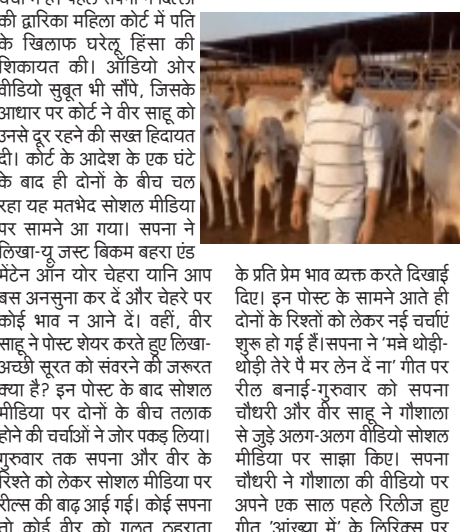 की द्वारिका महिला कोर्ट में पति
के खिलाफ घरेलू हिंसा की
शिकायत की। ऑडियो ओर
वीडियो सुबूत भी सौंपे, जिसके
आधार पर कोर्ट ने वीर साहू को
उनसे दूर रहने की सख्त हिदायत
दी। कोर्ट के आदेश के एक घंटे
के बाद ही दोनों के बीच चल
रहा यह मतभेद सोशल मीडिया
पर सामने आ गया। सपना ने
लिखा-यू जस्ट बिकम बहरा एंड
मेंटेन ऑन योर चेहरा यानि आप
बस अनसुना कर दें और चेहरे पर
कोई भाव न आने दें। वहीं, वीर
साहू ने पोस्ट शेयर करते हुए लिखा-
अच्छी सूरत को संवरने की जरूरत
क्या है? इन पोस्ट के बाद सोशल
मीडिया पर दोनों के बीच तलाक
होने की चर्चाओं ने जोर पकड़ लिया।
गुरुवार तक सपना और वीर के
रिश्ते को लेकर सोशल मीडिया पर
रील्स की बाढ़ आई गई। कोई सपना
तो कोई वीर को गलत ठहराता
के प्रति प्रेम भाव व्यक्त करते दिखाई
दिए। इन पोस्ट के सामने आते ही
दोनों के रिश्तों को लेकर नई चर्चाएं
शुरू हो गई हैं।सपना ने 'मन्ने थोड़ी-
थोड़ी तेरे पै मर लेन दें ना' गीत पर
रील बनाई-गुरुवार को सपना
चौधरी और वीर साहू ने गौशाला
से जुड़े अलग-अलग वीडियो सोशल
मीडिया पर साझा किए। सपना
चौधरी ने गौशाला की वीडियो पर
अपने एक साल पहले रिलीज हुए
गीत 'आंख्या में' के लिरिक्स पर